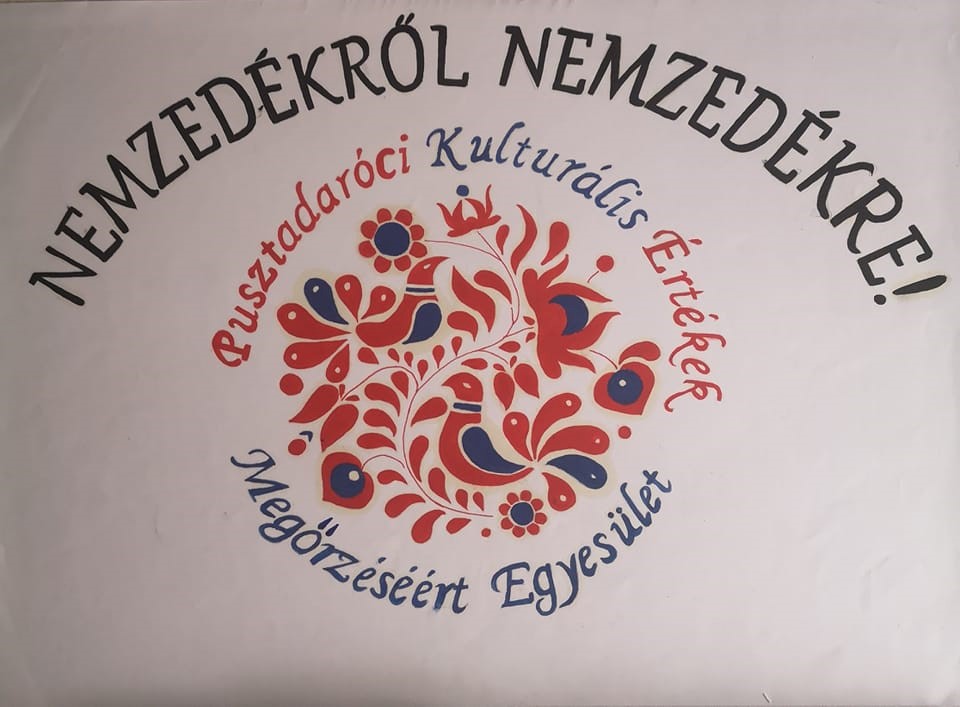 NEMZEDÉKRŐL NEMZEDÉKRE!
Pusztadaróci Kulturális Értékek
Megőrzéséért Egyesület